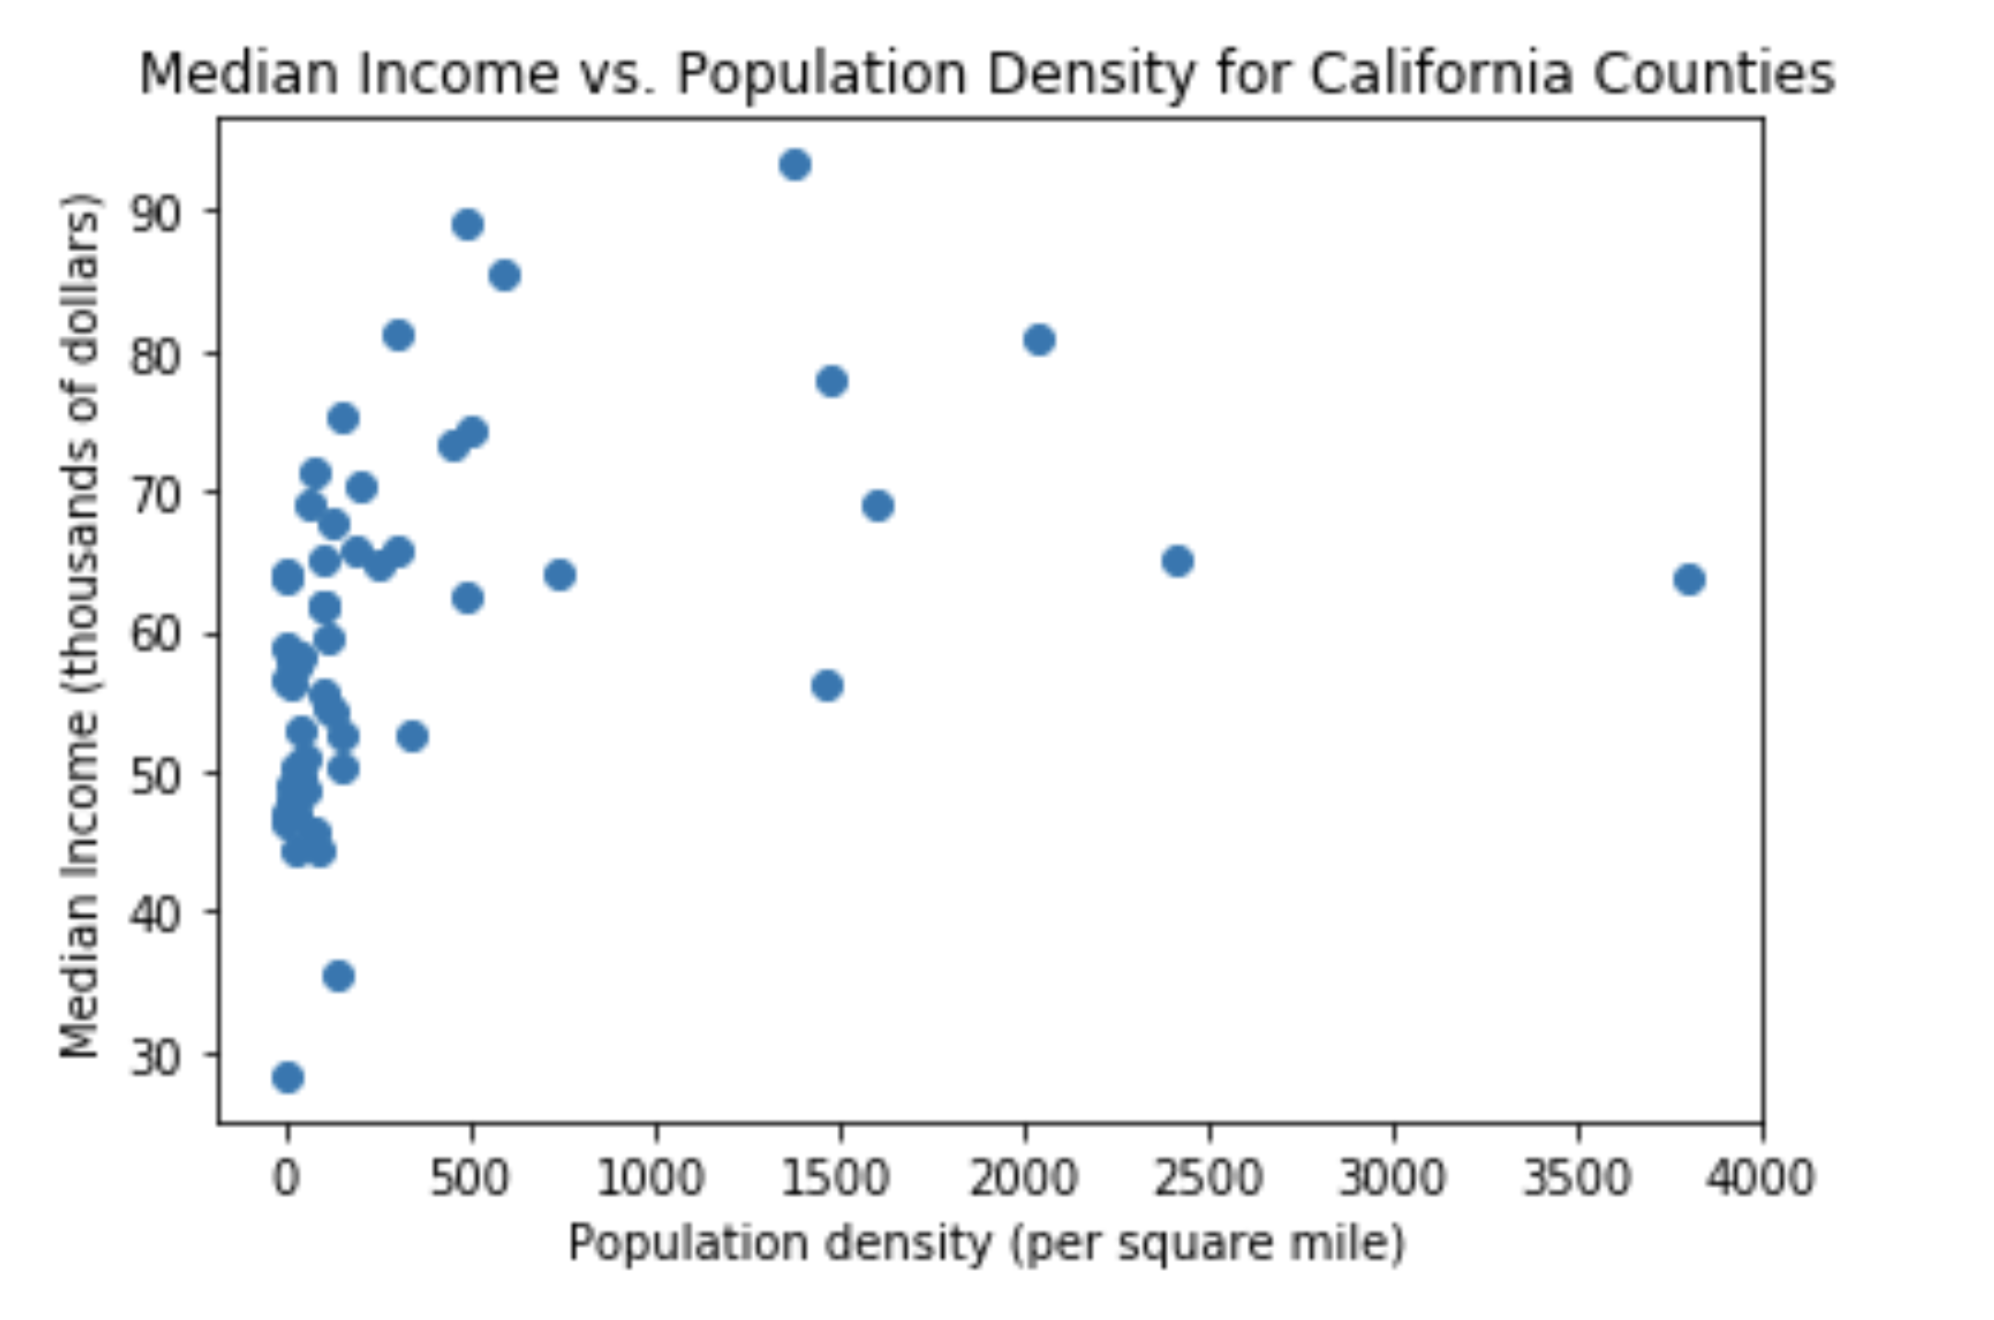 Median Income vs. Population Density for California Counties
Median Income (thousands of dollars)
90
80
70
60
50
40
30
0 500 1000 1500 2000 2500 3000 3500 4000
Population density (per square mile)